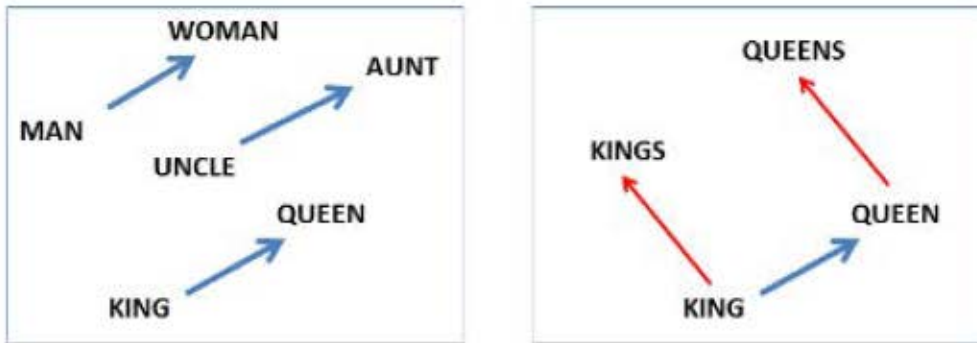 WOMAN
AUNT
MAN
UNCLE
QUEEN
KING
QUEENS
KINGS
QUEEN
KING